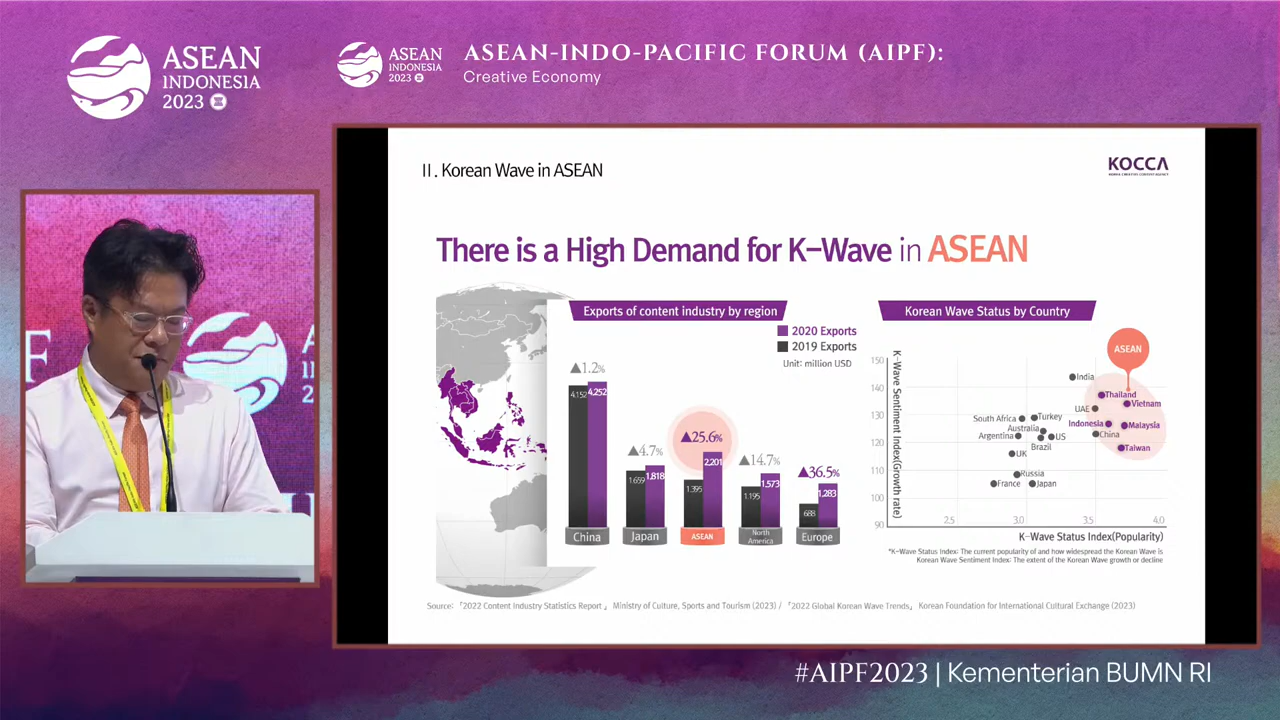 ASEAN
INDONESIA
2023
ASEAN
INDONESIA
2023
ASEAN-INDO-PACIFIC FORUM (AIPF):
Creative Economy
II. Korean Wave in ASEAN
KOCCA
There is a High Demand for K-Wave in ASEAN
Exports of content industry by region
2020 Exports
2019 Exports
Unit: million USD
▲1.2%
4.152 4.252
▲4.7%
1.659 1.818
▲25.6%
1.395 2,201
▲14.7%
1.195 1.573
▲36.5%
688 1,283
China
Japan
ASEAN
North
America
Europe
Korean Wave Status by Country
ASEAN
K-Wave Sentiment Index(Growth rate)
150
140
130
120
110
100
90
India
Thailand
Vietnam
UAE
South Africa
Turkey
Indonesia
Malaysia
Australia
Argentina
US
China
Brazil
Taiwan
UK
Russia
France
Japan
2.5 3.0 3.5 4.0
K-Wave Status Index(Popularity)
*K-Wave Status Index: The current popularity of and how widespread the Korean Wave is
Korean Wave Sentiment Index: The extent of the Korean Wave growth or decline
Source: 「2022 Content Industry Statistics Report」 Ministry of Culture, Sports and Tourism (2023) / 「2022 Global Korean Wave Trends」 Korean Foundation for International Cultural Exchange (2023)
F
#AIPF2023 | Kementerian BUMN RI